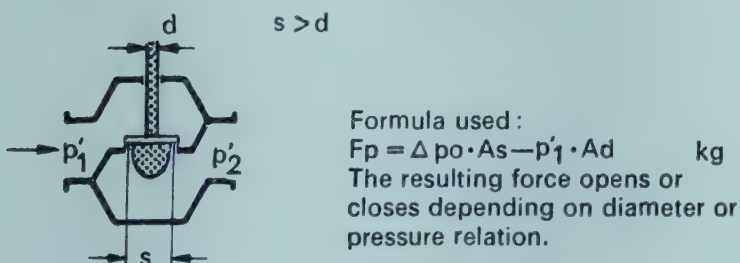 d
s > d
p′1
p′2
s
Formula used :
Fp = Δ po · As — p′1 · Ad kg
The resulting force opens or
closes depending on diameter or
pressure relation.